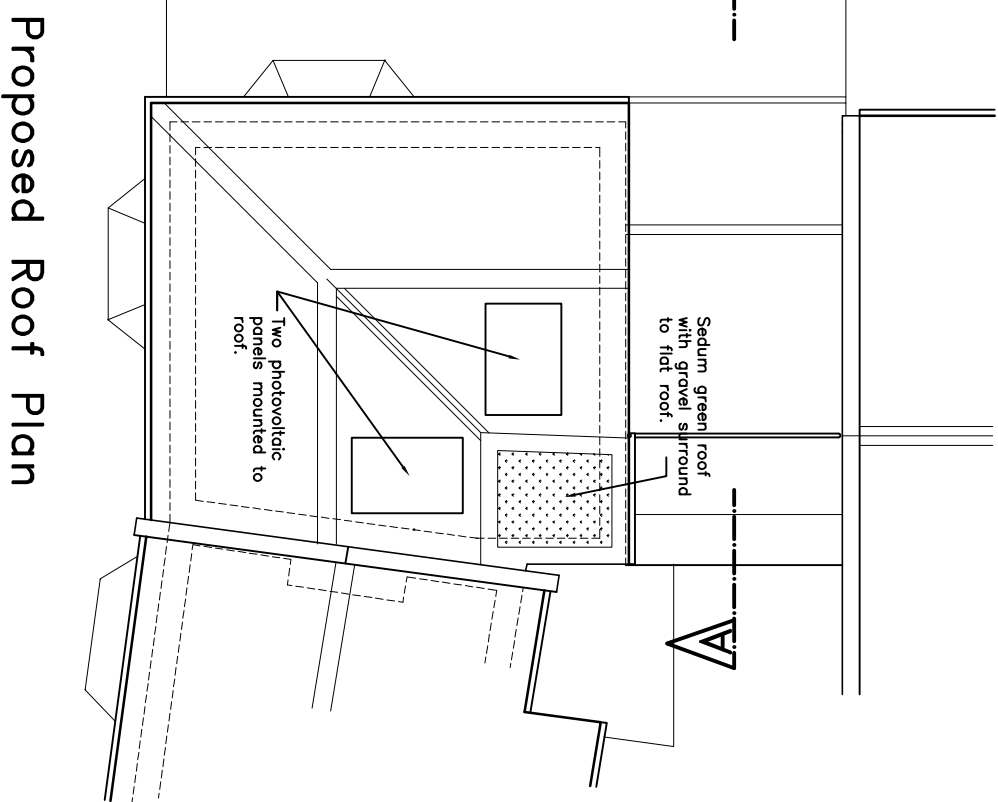 Sedum green roof
with gravel surround
to flat roof.
Two photovoltaic
panels mounted to
roof.
A
Proposed Roof Plan